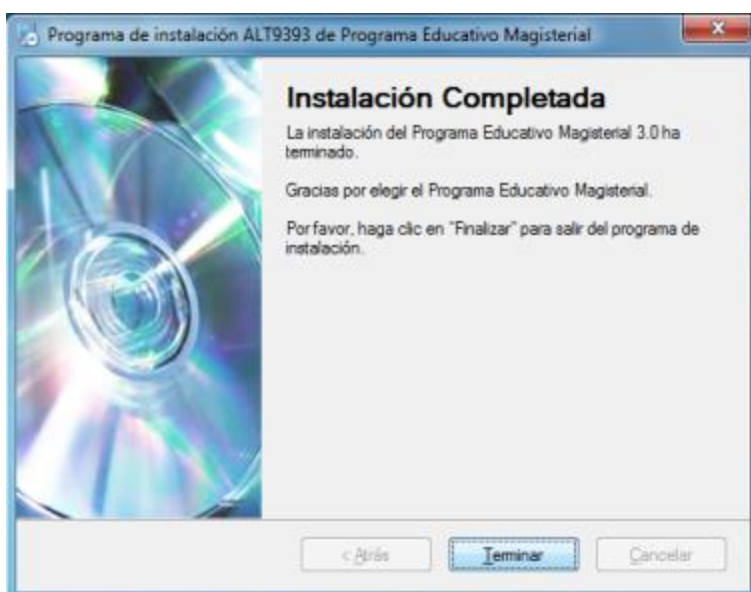 Programa de instalación ALT9393 de Programa Educativo Magisterial
Instalación Completada
La instalación del Programa Educativo Magisterial 3.0 ha
terminado.
Gracias por elegir el Programa Educativo Magisterial.
Por favor, haga clic en "Finalizar" para salir del programa de
instalación.
< Atrás
Terminar
Cancelar